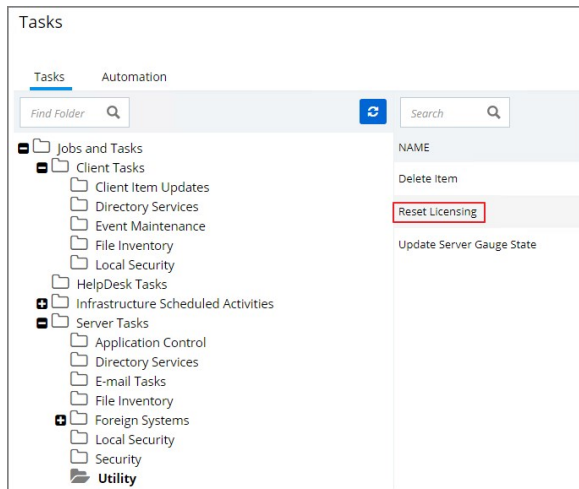 Tasks
Tasks Automation
Find Folder
Search
Jobs and Tasks
Client Tasks
Client Item Updates
Directory Services
Event Maintenance
File Inventory
Local Security
HelpDesk Tasks
Infrastructure Scheduled Activities
Server Tasks
Application Control
Directory Services
E-mail Tasks
File Inventory
Foreign Systems
Local Security
Security
Utility
NAME
Delete Item
Reset Licensing
Update Server Gauge State